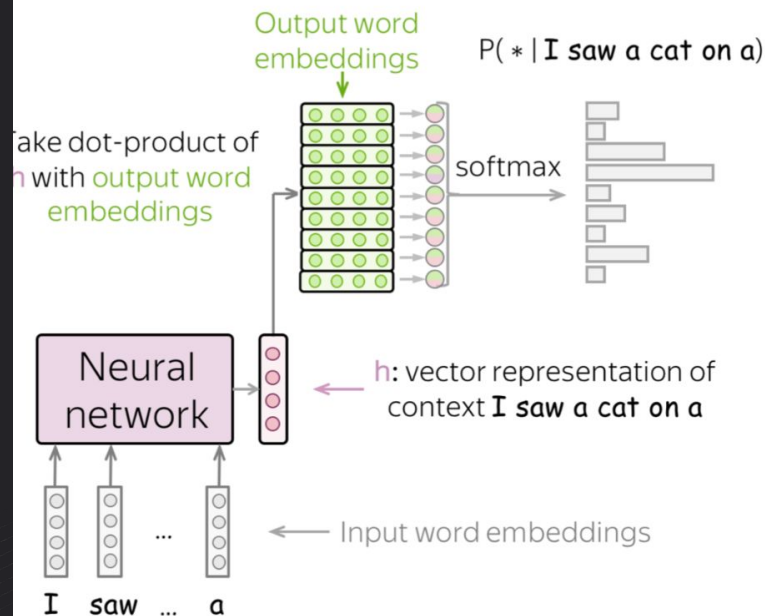 Output word
embeddings
P( * | I saw a cat on a)
ake dot-product of
h with output word
embeddings
softmax
Neural
network
h: vector representation of
context I saw a cat on a
...
Input word embeddings
I saw ... a